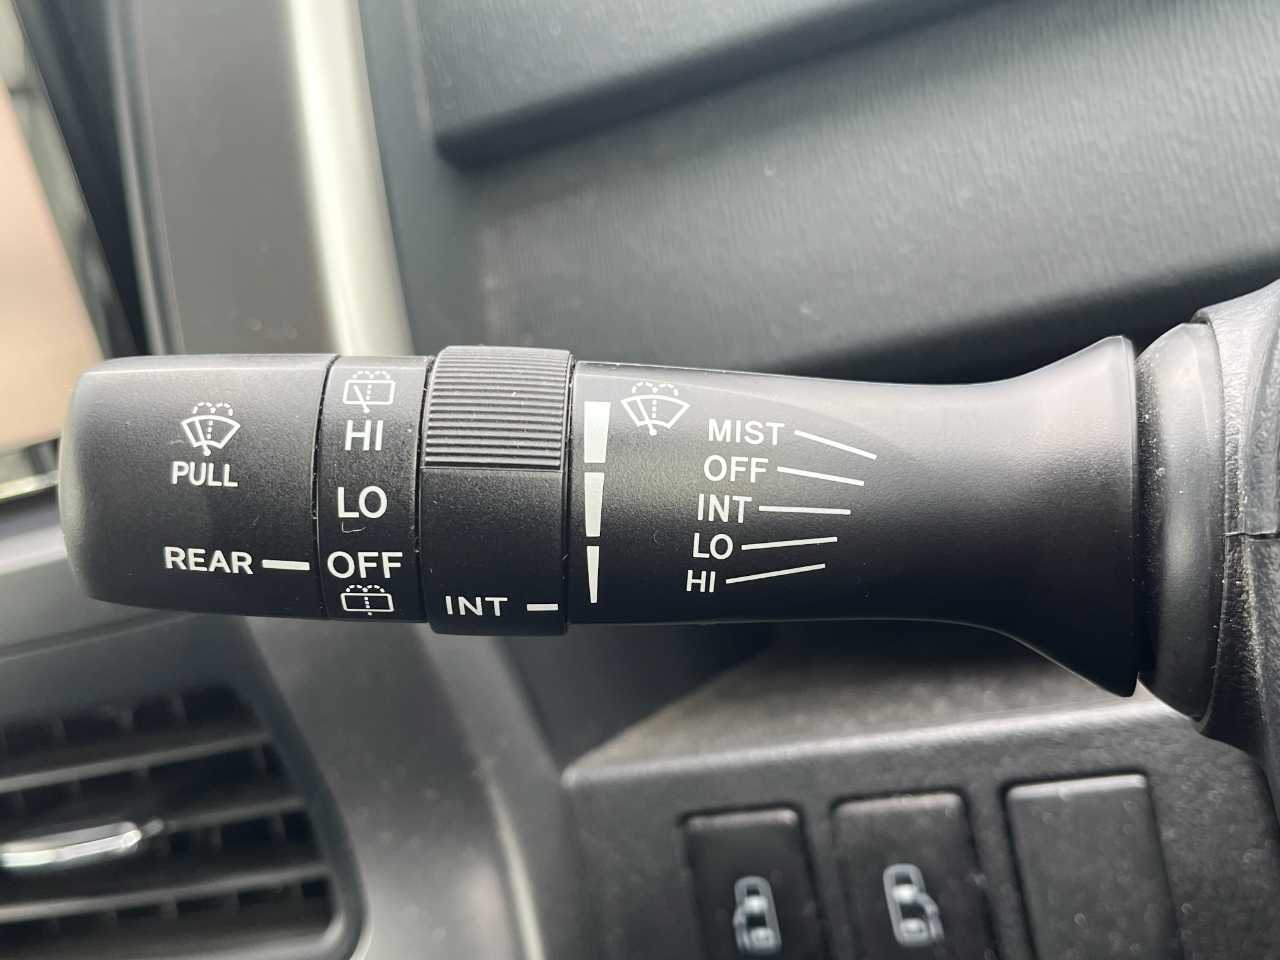 PULL
REAR
HI
LO
OFF
INT
MIST
OFF
INT
LO
HI